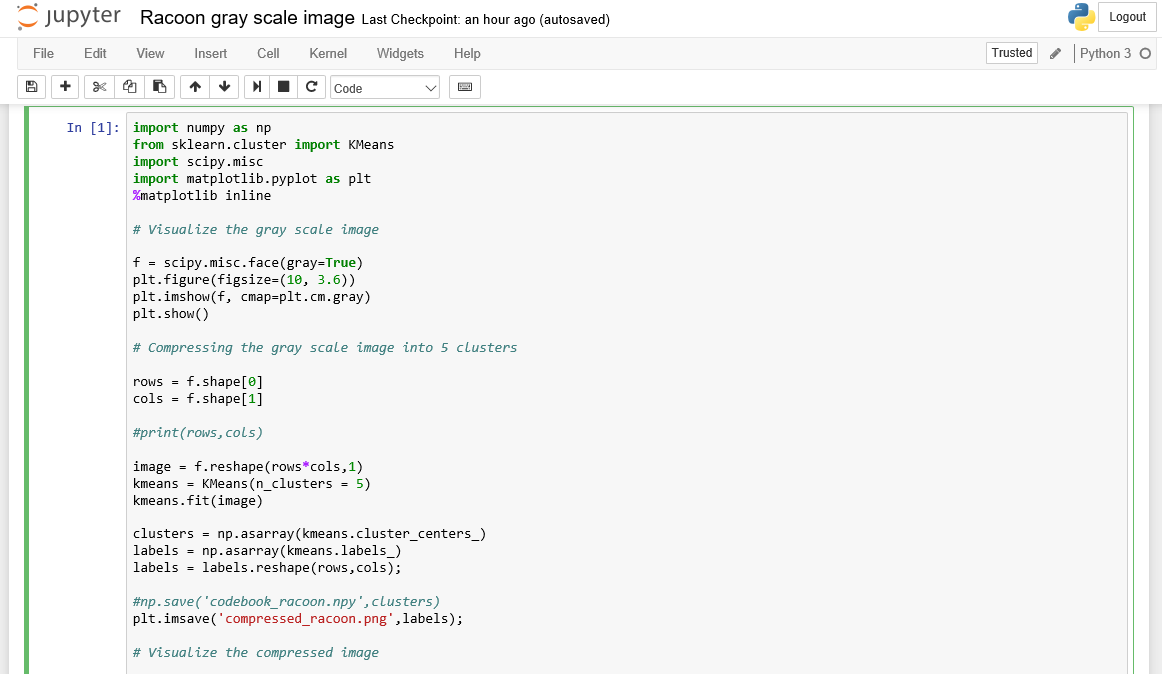 jupyter Racoon gray scale image Last Checkpoint: an hour ago (autosaved) Logout
File Edit View Insert Cell Kernel Widgets Help Trusted Python 3
Code
In [1]: import numpy as np
from sklearn.cluster import KMeans
import scipy.misc
import matplotlib.pyplot as plt
%matplotlib inline
# Visualize the gray scale image
f = scipy.misc.face(gray=True)
plt.figure(figsize=(10, 3.6))
plt.imshow(f, cmap=plt.cm.gray)
plt.show()
# Compressing the gray scale image into 5 clusters
rows = f.shape[0]
cols = f.shape[1]
#print(rows,cols)
image = f.reshape(rows*cols,1)
kmeans = KMeans(n_clusters = 5)
kmeans.fit(image)
clusters = np.asarray(kmeans.cluster_centers_)
labels = np.asarray(kmeans.labels_)
labels = labels.reshape(rows,cols);
#np.save('codebook_racoon.npy',clusters)
plt.imsave('compressed_racoon.png',labels);
# Visualize the compressed image